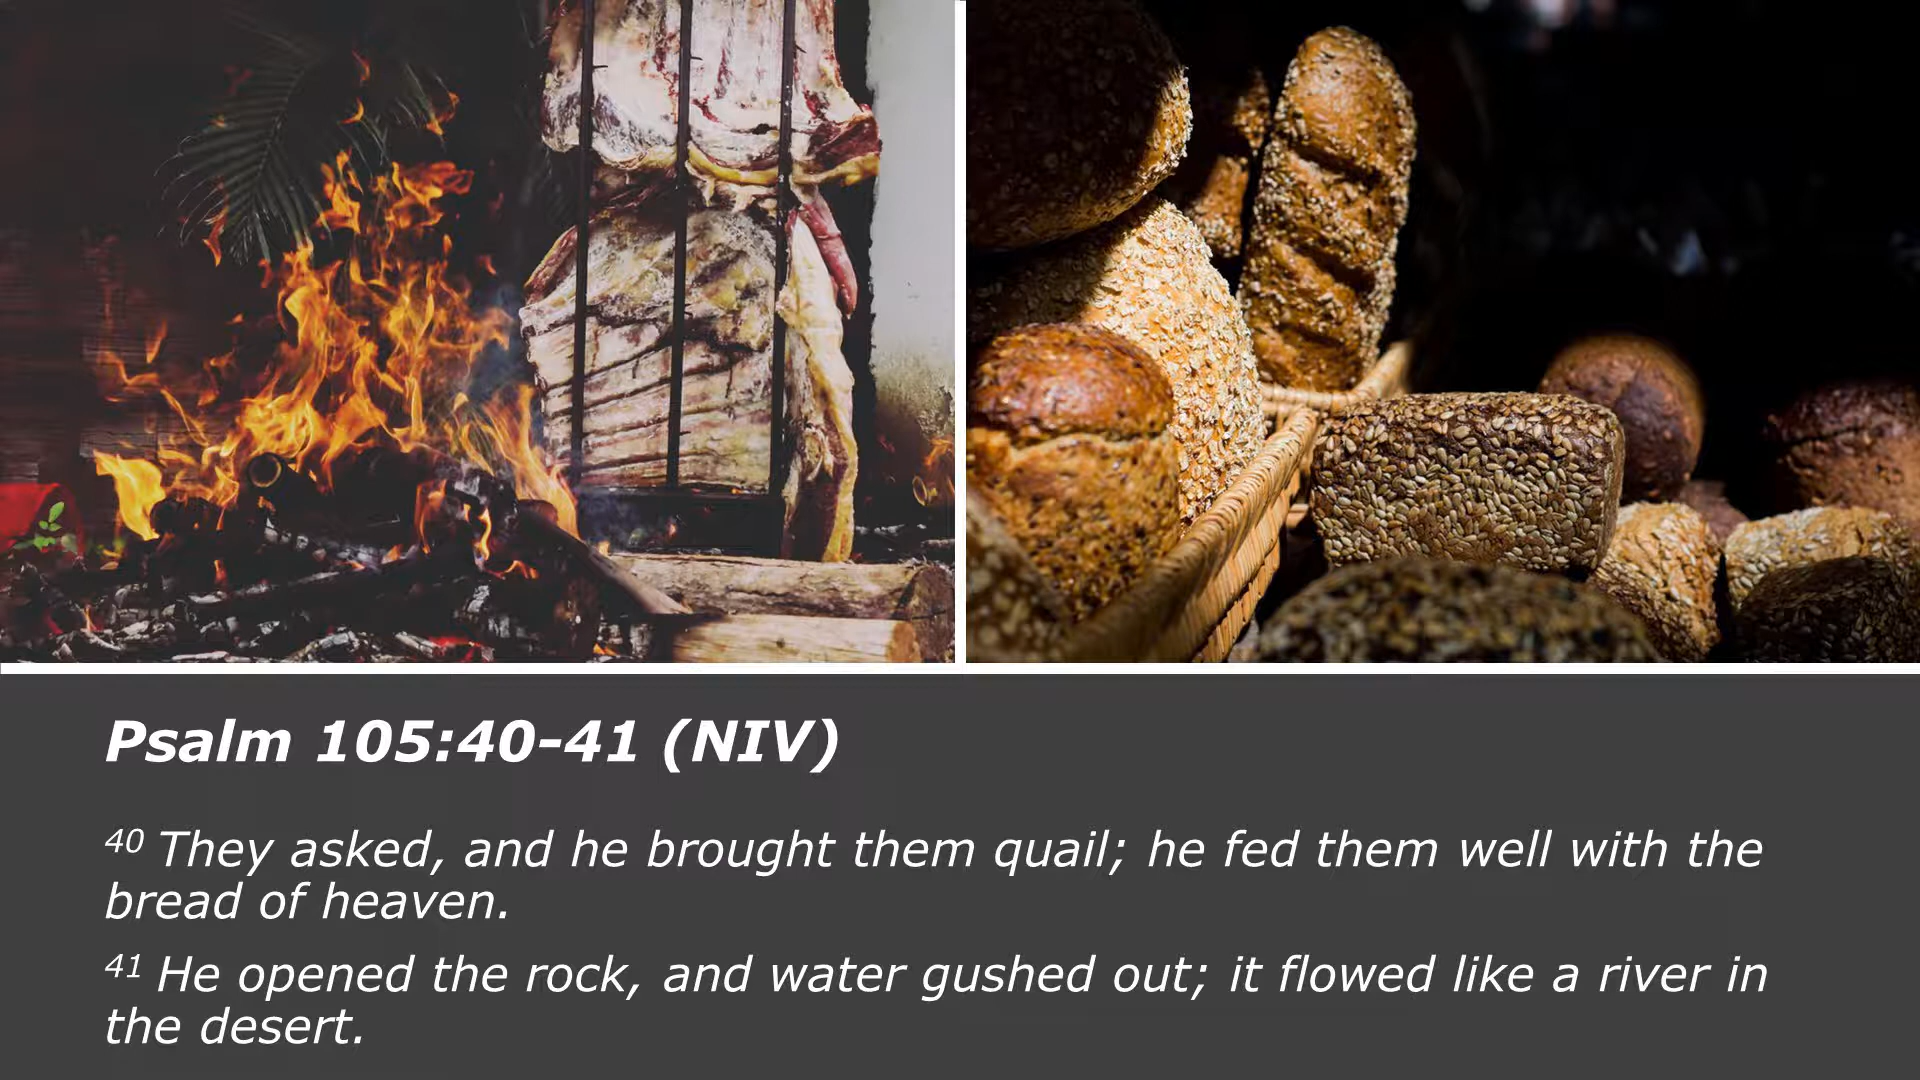 Psalm 105:40-41 (NIV)
40 They asked, and he brought them quail; he fed them well with the
bread of heaven.
41 He opened the rock, and water gushed out; it flowed like a river in
the desert.